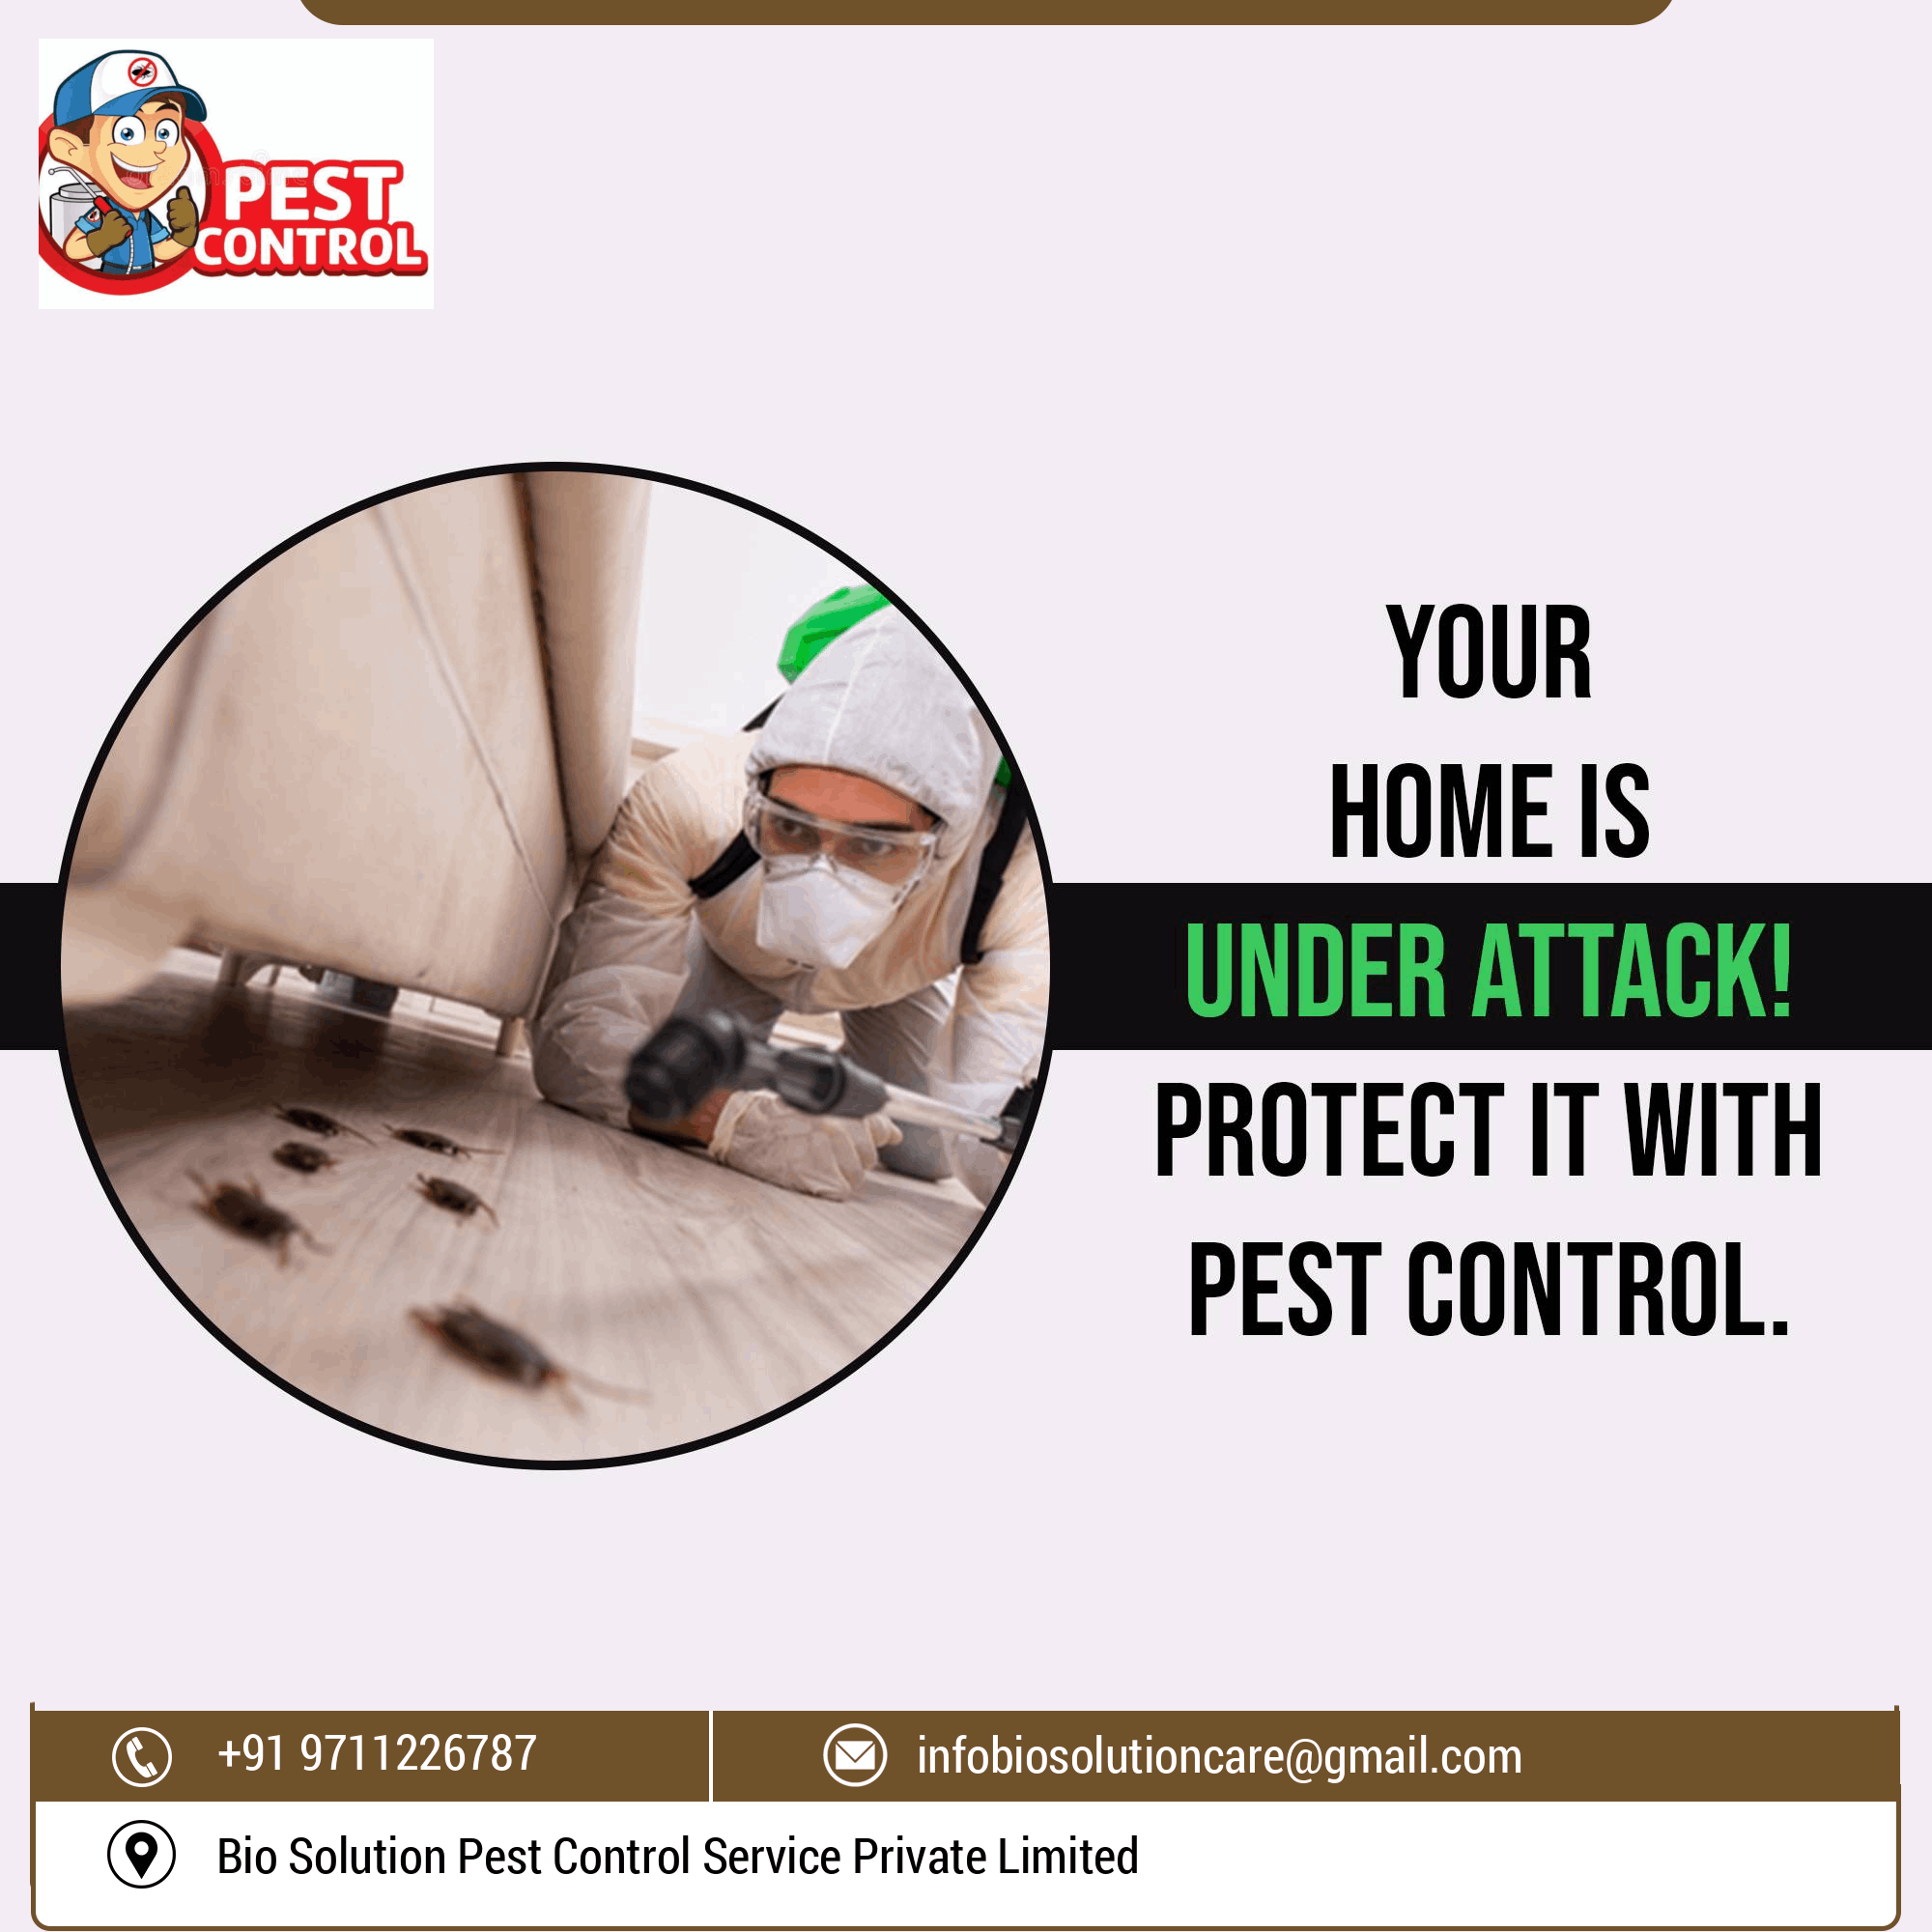 PEST
CONTROL
YOUR
HOME IS
UNDER ATTACK!
PROTECT IT WITH
PEST CONTROL.
+91 9711226787
infobiosolutioncare@gmail.com
Bio Solution Pest Control Service Private Limited